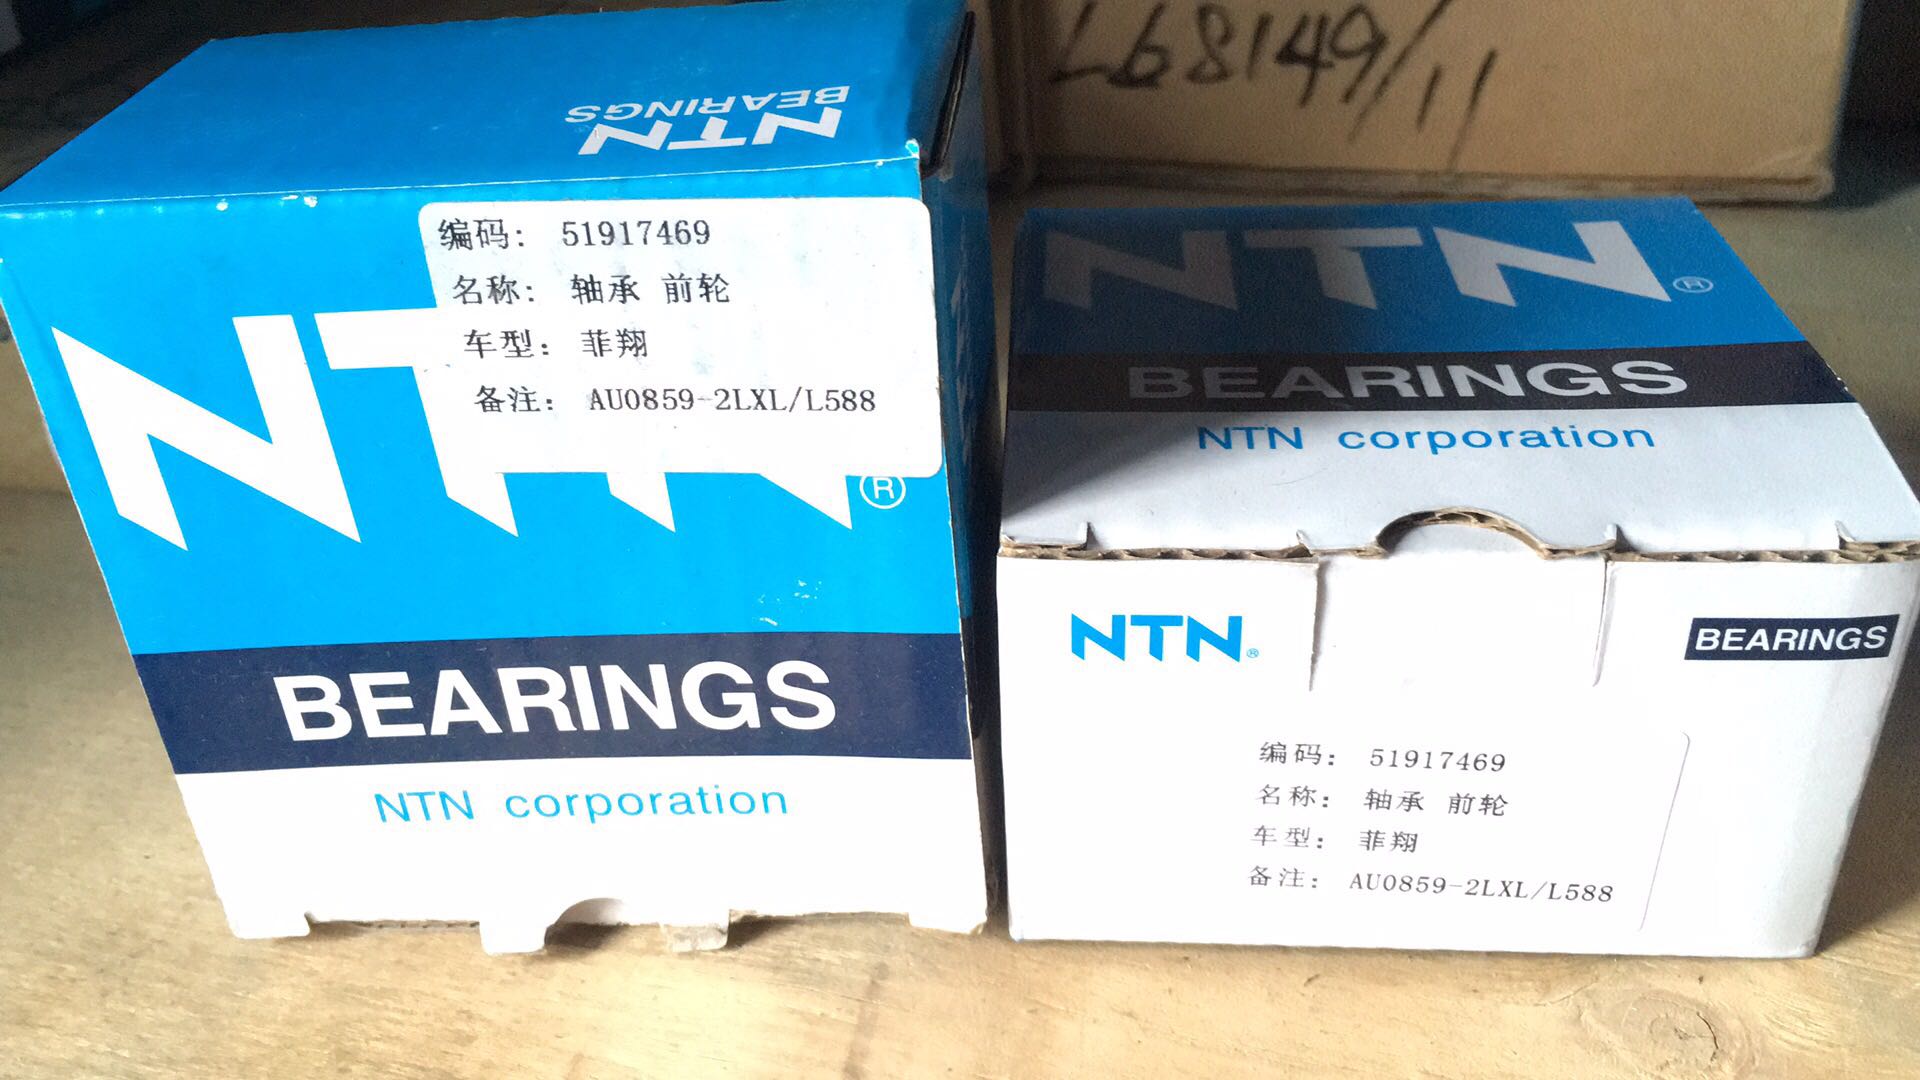 L68149/11
NTN
BEARINGS
编码: 51917469
名称: 轴承 前轮
车型: 菲翔
备注: AU0859-2LXL/L588
NTN®
BEARINGS
NTN corporation
NTN®
BEARINGS
NTN corporation
NTN® BEARINGS
编码: 51917469
名称: 轴承 前轮
车型: 菲翔
备注: AU0859-2LXL/L588